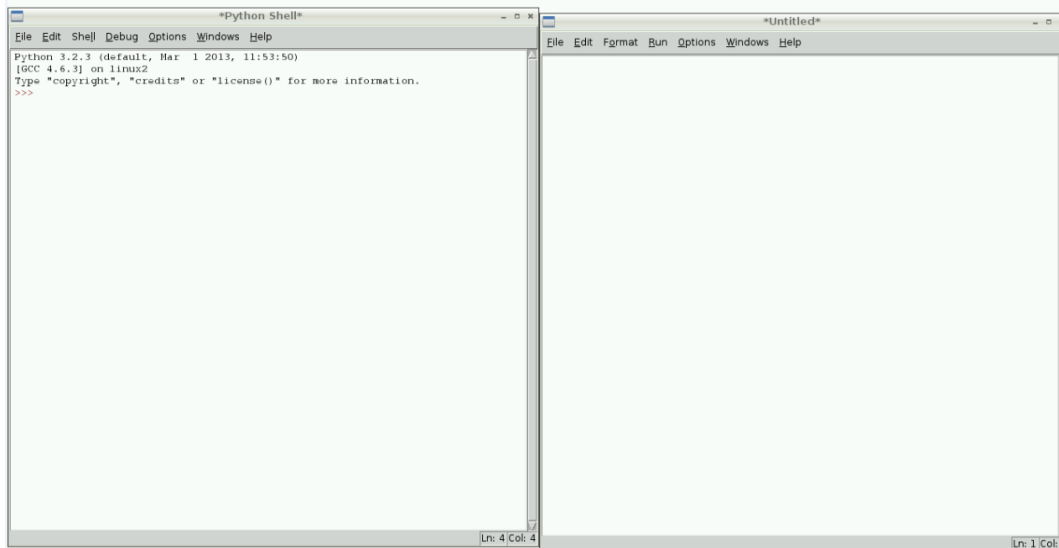 *Python Shell*
File Edit Shell Debug Options Windows Help
Python 3.2.3 (default, Mar  1 2013, 11:53:50)
[GCC 4.6.3] on linux2
Type "copyright", "credits" or "license()" for more information.
>>>
Ln: 4 Col: 4
*Untitled*
File Edit Format Run Options Windows Help
Ln: 1 Col: